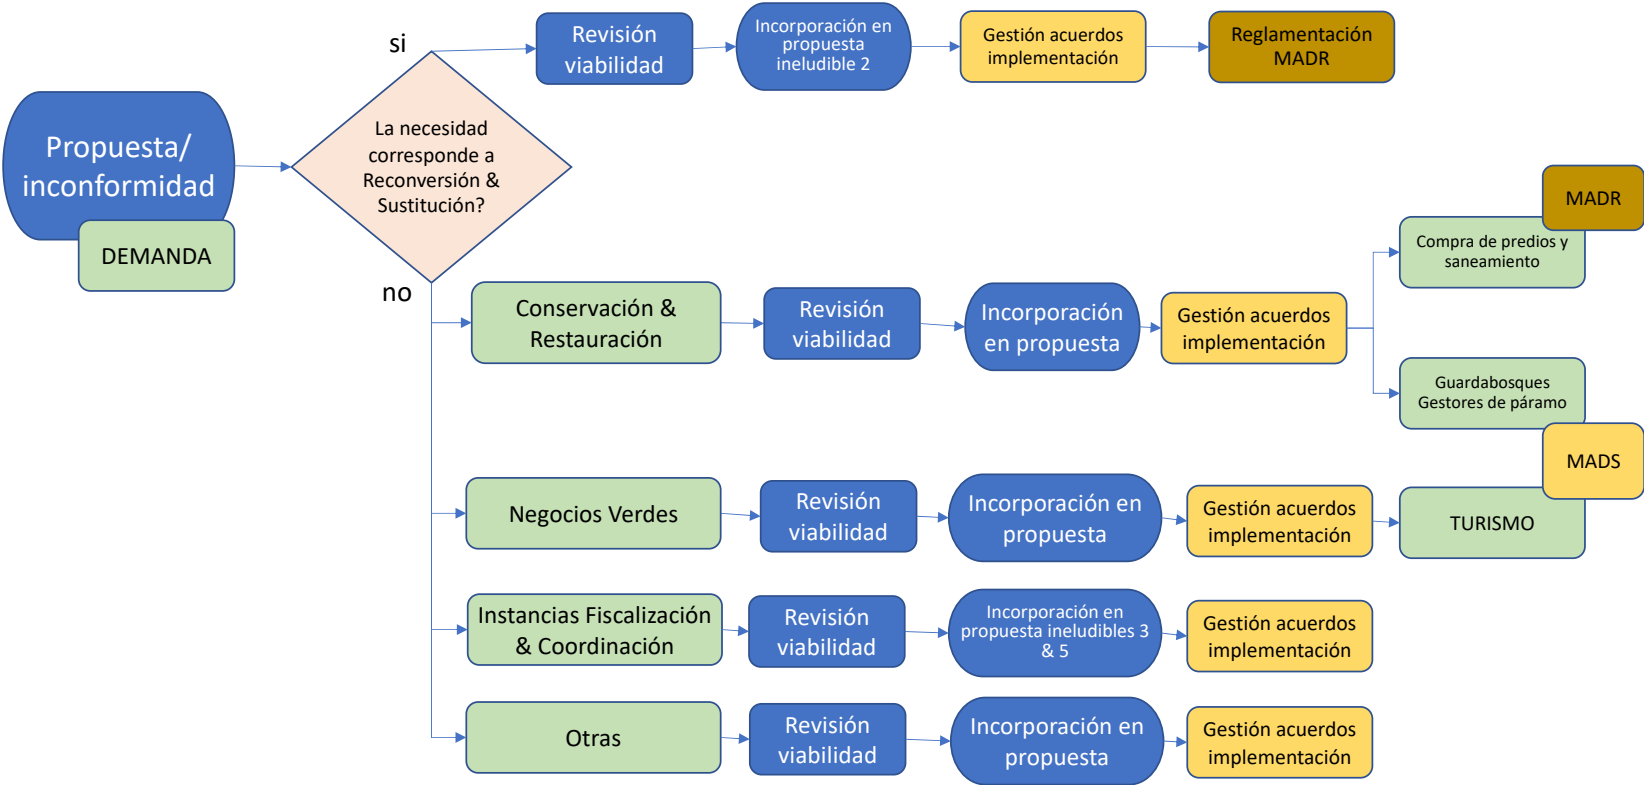 si
Revisión
viabilidad
Incorporación en
propuesta
ineludible 2
Gestión acuerdos
implementación
Reglamentación
MADR
Propuesta/
inconformidad
DEMANDA
La necesidad
corresponde a
Reconversión &
Sustitución?
no
Conservación &
Restauración
Revisión
viabilidad
Incorporación
en propuesta
Gestión acuerdos
implementación
MADR
Compra de predios y
saneamiento
Guardabosques
Gestores de páramo
MADS
Negocios Verdes
Revisión
viabilidad
Incorporación en
propuesta
Gestión acuerdos
implementación
TURISMO
Instancias Fiscalización
& Coordinación
Revisión
viabilidad
Incorporación en
propuesta ineludibles 3
& 5
Gestión acuerdos
implementación
Otras
Revisión
viabilidad
Incorporación en
propuesta
Gestión acuerdos
implementación